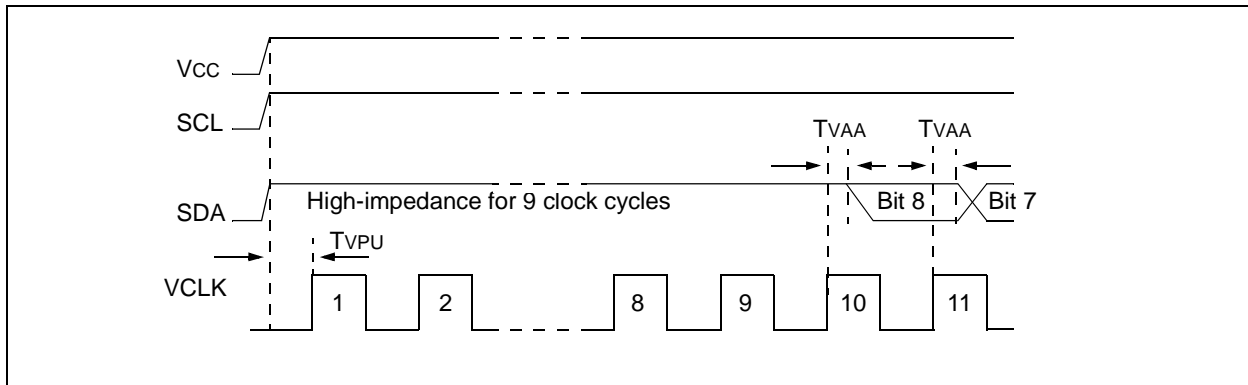 VCC
SCL
TVAA TVAA
SDA
High-impedance for 9 clock cycles
Bit 8
Bit 7
TVPU
VCLK
1 2 8 9 10 11